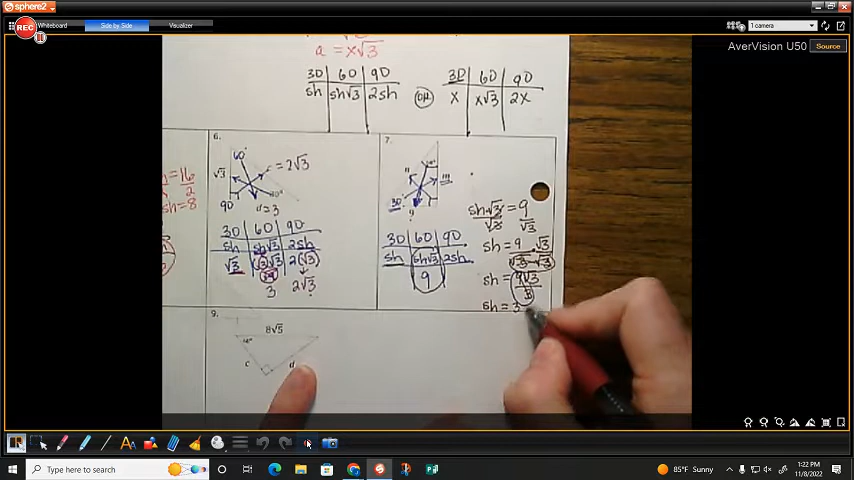 sphere2
REC
Whiteboard
Side by Side
Visualizer
1 camera
AverVision U50
Source
a = x√3
30 | 60 | 90
sh | sh√3 | 2sh
OR
30 | 60 | 90
x | x√3 | 2x
6.
60°
√3
c = 2√3
90
d = 3
30 60 90
sh | sh√3 | 2sh
√3 | (√3)√3 | 2(√3)
3
2√3
= 16
2
sh = 8
7.
30
9
30 60 90
sh | sh√3 | 2sh
9
sh√3 = 9
√3 √3
sh = 9 · √3
√3 · √3
sh = 9√3
3
sh = 3
9.
8√5
c
d
Type here to search
85°F Sunny
1:22 PM
11/8/2022